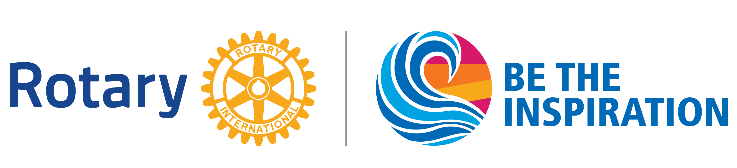 Rotary
ROTARY
INTERNATIONAL
BE THE
INSPIRATION